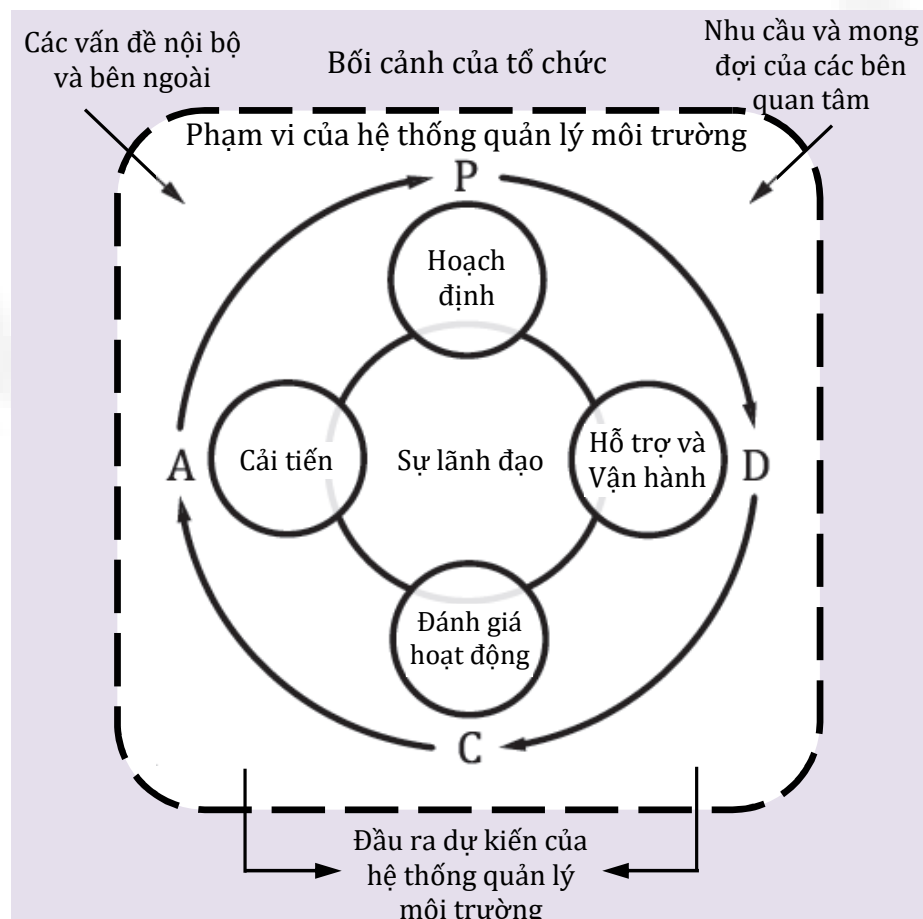 Các vấn đề nội bộ
và bên ngoài
Bối cảnh của tổ chức
Nhu cầu và mong
đợi của các bên
quan tâm
Phạm vi của hệ thống quản lý môi trường
P
Hoạch
định
A
Cải tiến
Sự lãnh đạo
Hỗ trợ và
Vận hành
D
Đánh giá
hoạt động
C
Đầu ra dự kiến của
hệ thống quản lý
môi trường